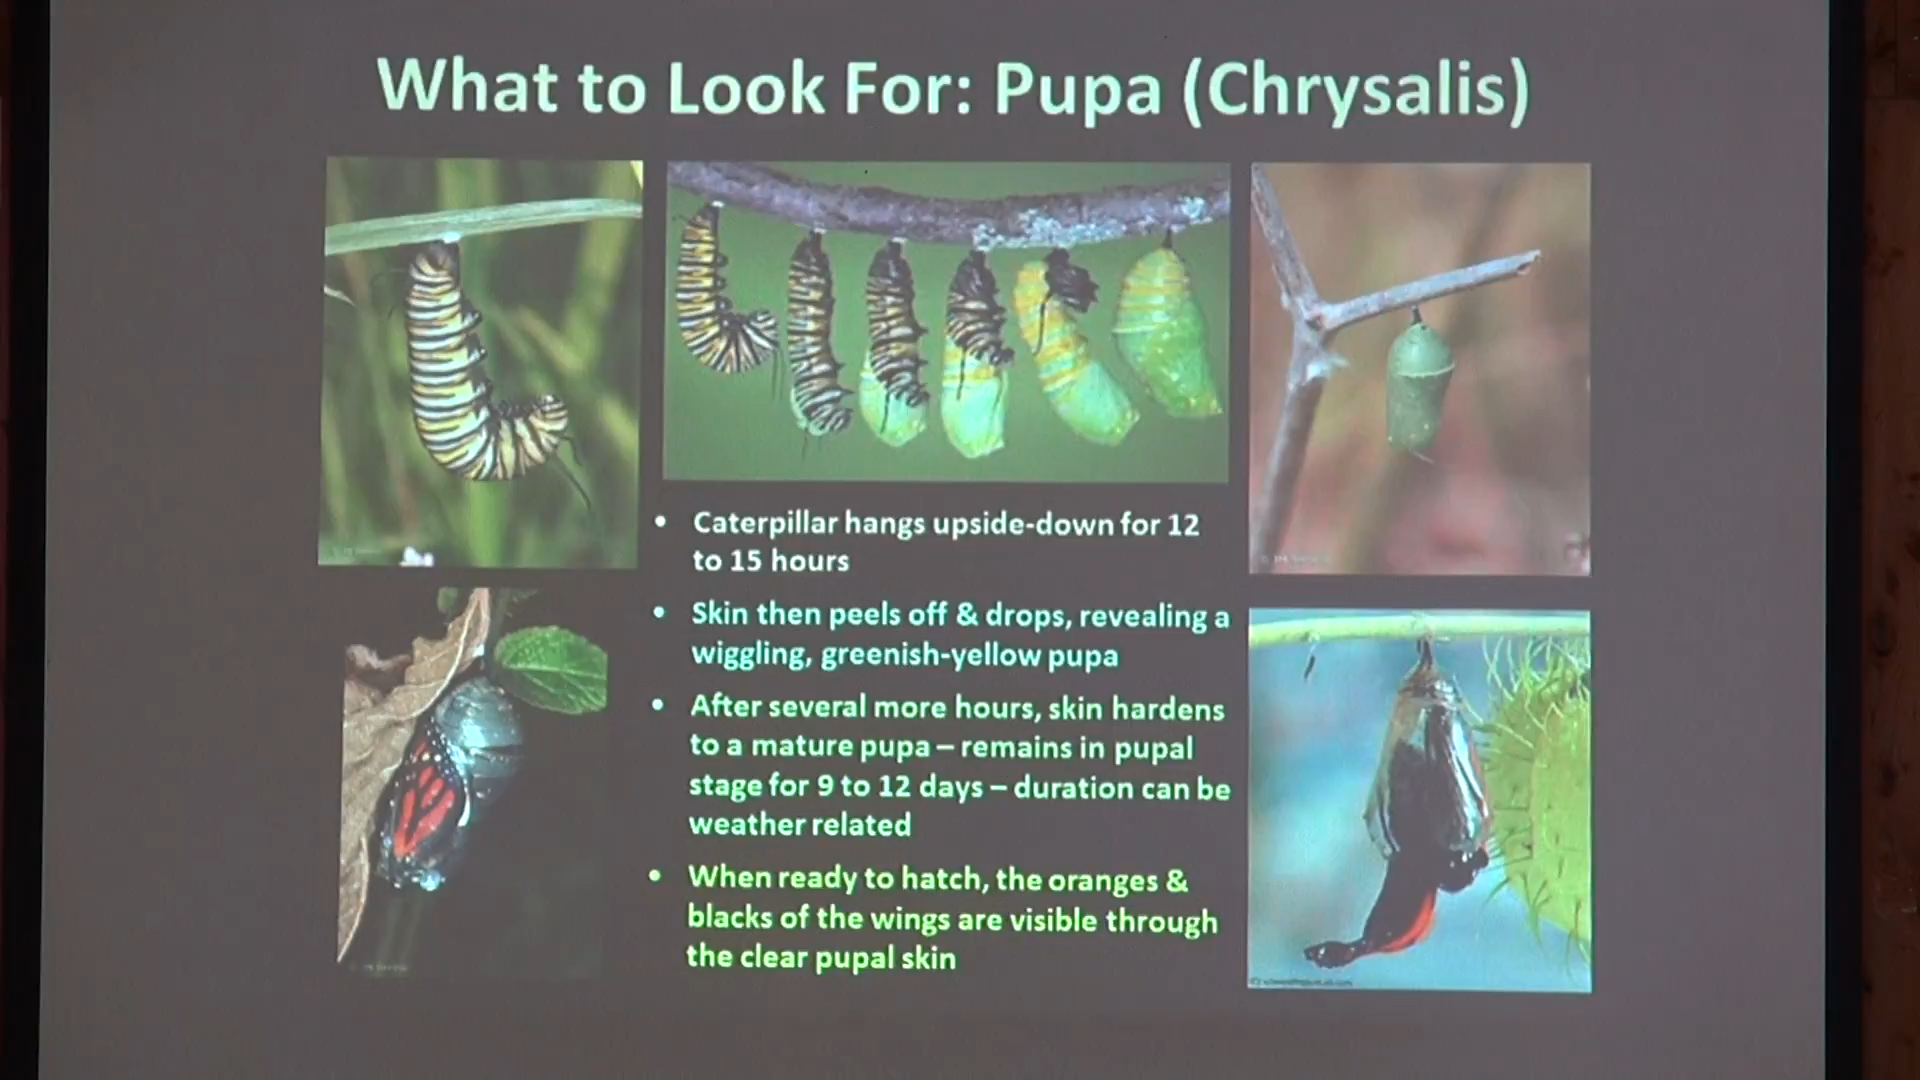 What to Look For: Pupa (Chrysalis)
• Caterpillar hangs upside-down for 12
to 15 hours
• Skin then peels off & drops, revealing a
wiggling, greenish-yellow pupa
• After several more hours, skin hardens
to a mature pupa – remains in pupal
stage for 9 to 12 days – duration can be
weather related
• When ready to hatch, the oranges &
blacks of the wings are visible through
the clear pupal skin